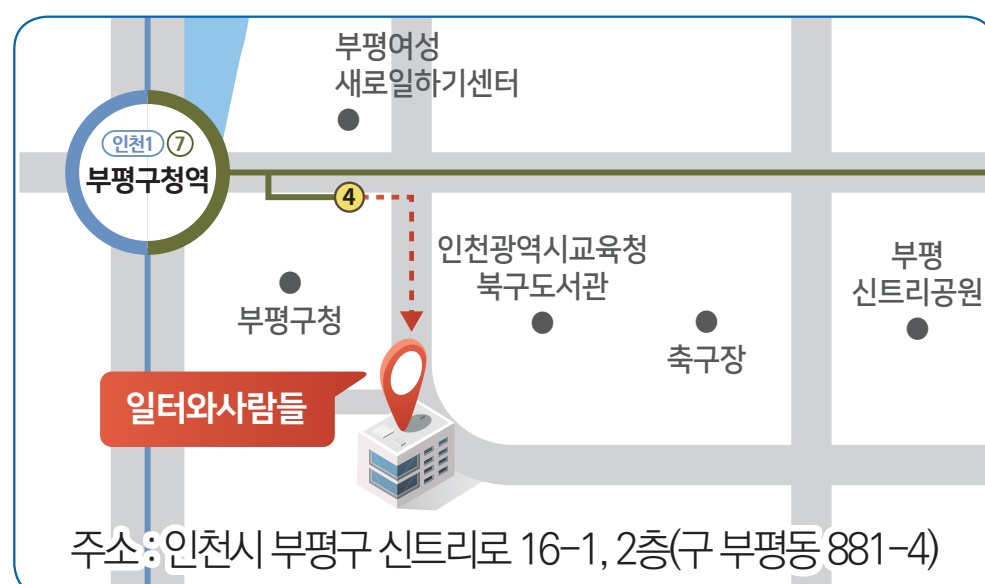 부평여성
새로일하기센터
인천1 7
부평구청역
4
인천광역시교육청
북구도서관
부평
신트리공원
부평구청
축구장
일터와사람들
주소 : 인천시 부평구 신트리로 16-1, 2층(구 부평동 881-4)